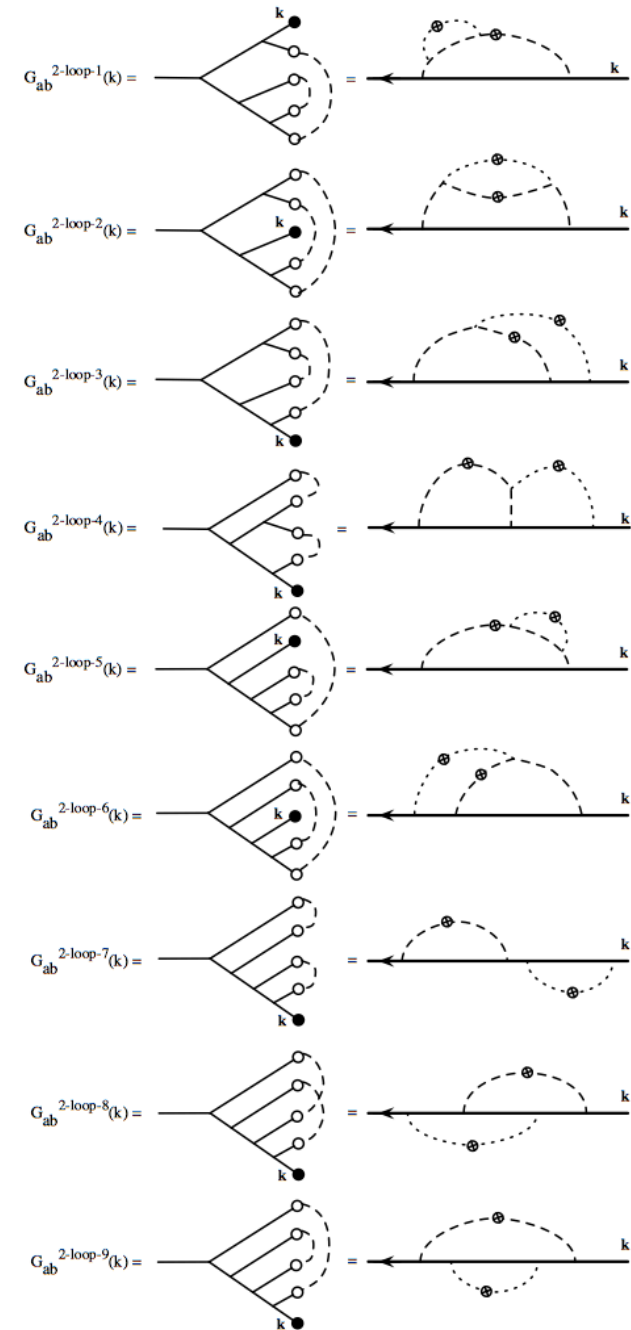 k
G_ab^2-loop-1(k) = = k
k
G_ab^2-loop-2(k) = = k
G_ab^2-loop-3(k) = = k
k
G_ab^2-loop-4(k) = = k
k
k
G_ab^2-loop-5(k) = = k
G_ab^2-loop-6(k) = k = k
G_ab^2-loop-7(k) = = k
k
G_ab^2-loop-8(k) = = k
k
G_ab^2-loop-9(k) = = k
k